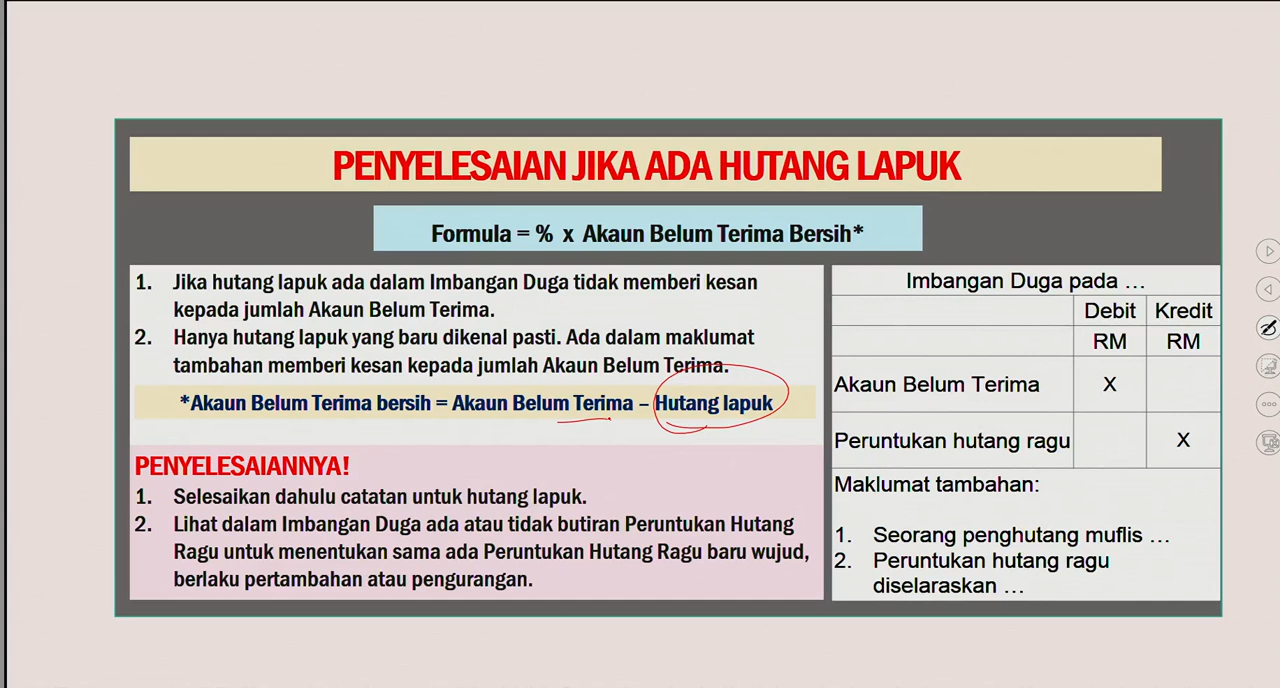 PENYELESAIAN JIKA ADA HUTANG LAPUK
Formula = % x Akaun Belum Terima Bersih*
1. Jika hutang lapuk ada dalam Imbangan Duga tidak memberi kesan
kepada jumlah Akaun Belum Terima.
2. Hanya hutang lapuk yang baru dikenal pasti. Ada dalam maklumat
tambahan memberi kesan kepada jumlah Akaun Belum Terima.
*Akaun Belum Terima bersih = Akaun Belum Terima – Hutang lapuk
PENYELESAIANNYA!
1. Selesaikan dahulu catatan untuk hutang lapuk.
2. Lihat dalam Imbangan Duga ada atau tidak butiran Peruntukan Hutang
Ragu untuk menentukan sama ada Peruntukan Hutang Ragu baru wujud,
berlaku pertambahan atau pengurangan.
Imbangan Duga pada …
Debit Kredit
RM RM
Akaun Belum Terima X
Peruntukan hutang ragu X
Maklumat tambahan:
1. Seorang penghutang muflis …
2. Peruntukan hutang ragu
diselaraskan …